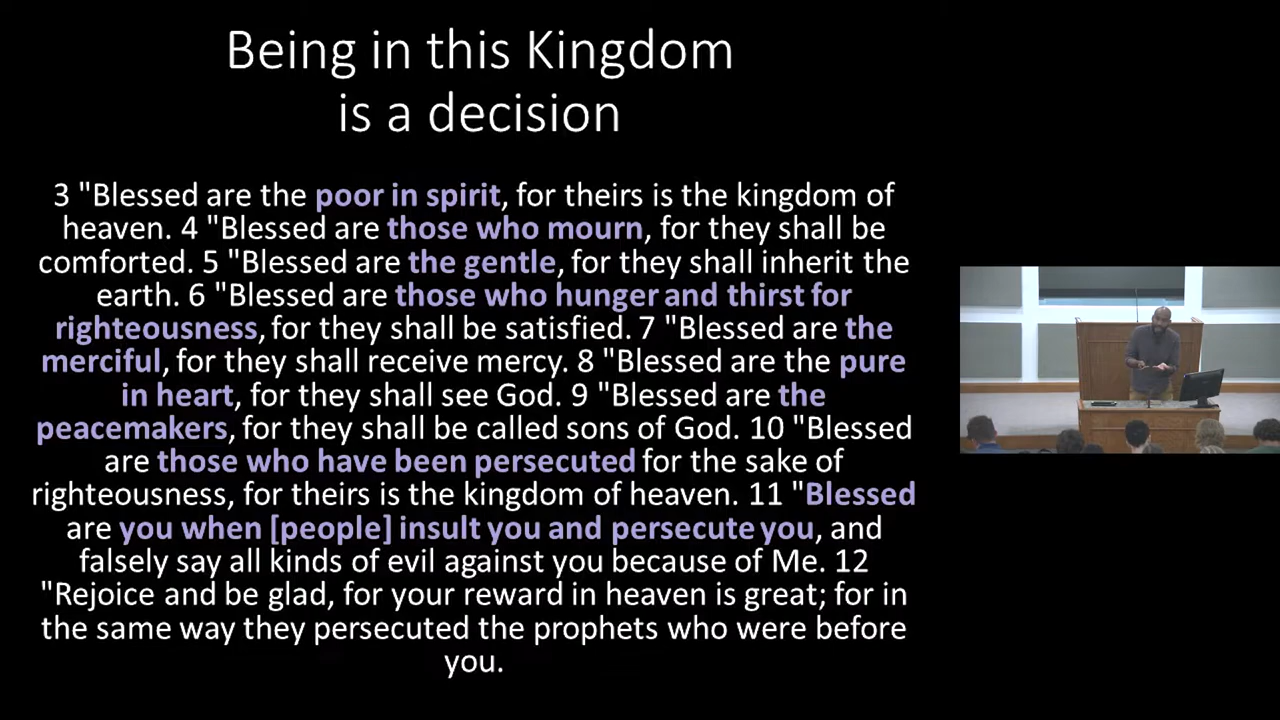 Being in this Kingdom
is a decision
3 "Blessed are the poor in spirit, for theirs is the kingdom of
heaven. 4 "Blessed are those who mourn, for they shall be
comforted. 5 "Blessed are the gentle, for they shall inherit the
earth. 6 "Blessed are those who hunger and thirst for
righteousness, for they shall be satisfied. 7 "Blessed are the
merciful, for they shall receive mercy. 8 "Blessed are the pure
in heart, for they shall see God. 9 "Blessed are the
peacemakers, for they shall be called sons of God. 10 "Blessed
are those who have been persecuted for the sake of
righteousness, for theirs is the kingdom of heaven. 11 "Blessed
are you when [people] insult you and persecute you, and
falsely say all kinds of evil against you because of Me. 12
"Rejoice and be glad, for your reward in heaven is great; for in
the same way they persecuted the prophets who were before
you.